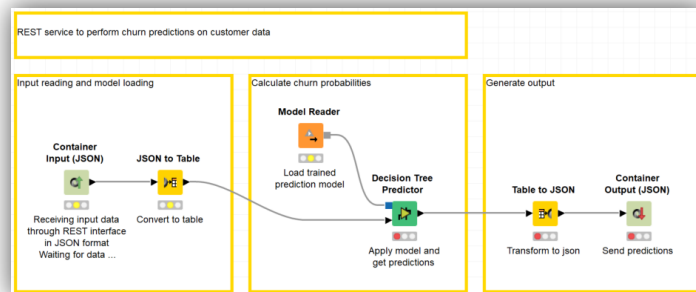 REST service to perform churn predictions on customer data
Input reading and model loading
Container
Input (JSON)
Receiving input data
through REST interface
in JSON format
Waiting for data ...
JSON to Table
Convert to table
Calculate churn probabilities
Model Reader
Load trained
prediction model
Decision Tree
Predictor
Apply model and
get predictions
Generate output
Table to JSON
Transform to json
Container
Output (JSON)
Send predictions